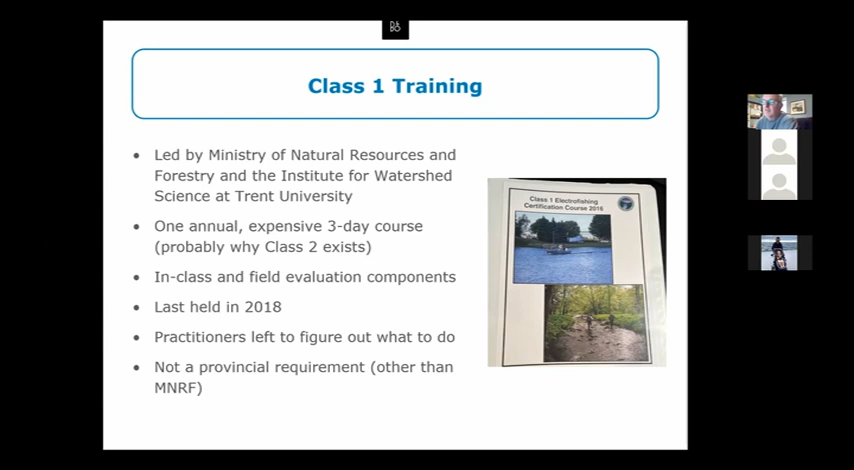 D&
BO
Class 1 Training
• Led by Ministry of Natural Resources and
Forestry and the Institute for Watershed
Science at Trent University
• One annual, expensive 3-day course
(probably why Class 2 exists)
• In-class and field evaluation components
• Last held in 2018
• Practitioners left to figure out what to do
• Not a provincial requirement (other than
MNRF)
Class 1 Electrofishing
Certification Course 2016